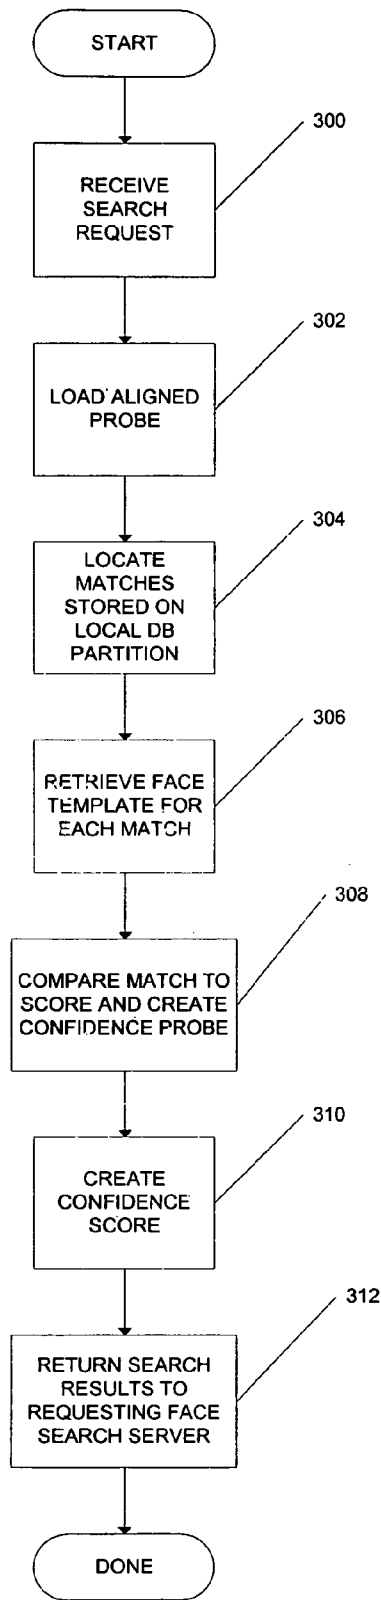 START
300
RECEIVE
SEARCH
REQUEST
302
LOAD ALIGNED
PROBE
304
LOCATE
MATCHES
STORED ON
LOCAL DB
PARTITION
306
RETRIEVE FACE
TEMPLATE FOR
EACH MATCH
308
COMPARE MATCH TO
SCORE AND CREATE
CONFIDENCE PROBE
310
CREATE
CONFIDENCE
SCORE
312
RETURN SEARCH
RESULTS TO
REQUESTING FACE
SEARCH SERVER
DONE